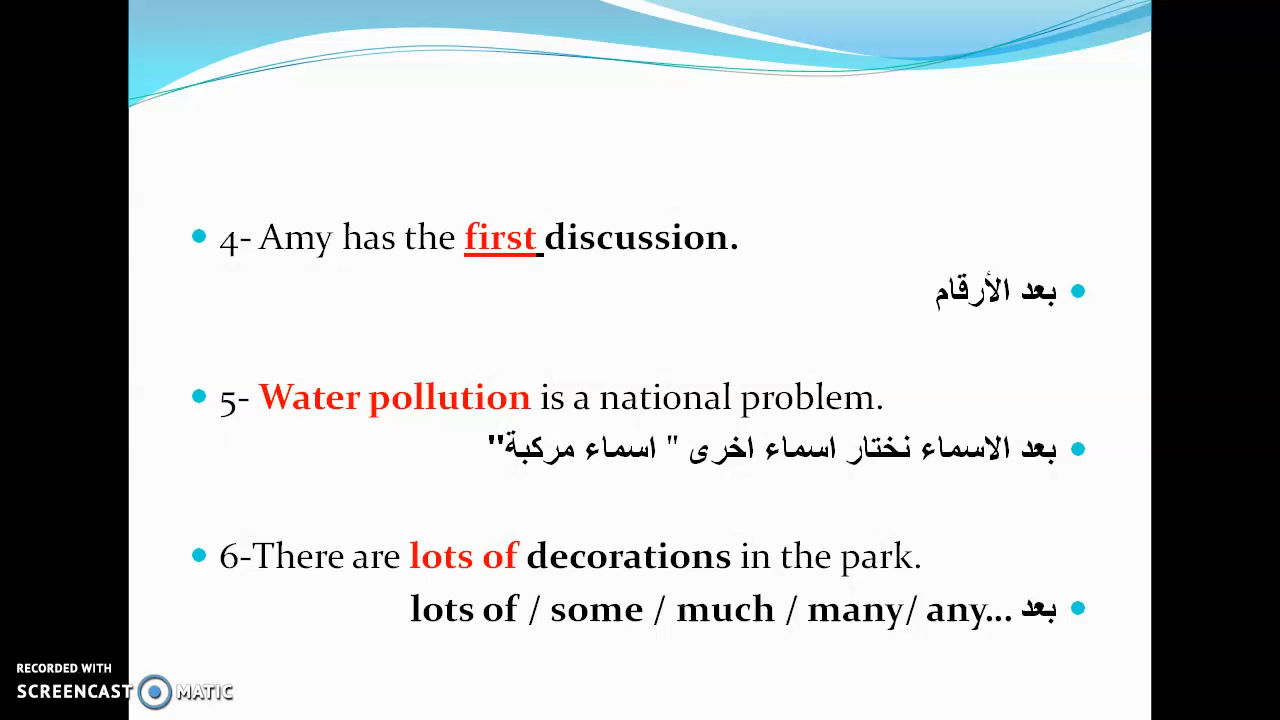 4- Amy has the first discussion.
بعد الأرقام
5- Water pollution is a national problem.
بعد الاسماء نختار اسماء اخرى " اسماء مركبة"
6-There are lots of decorations in the park.
بعد lots of / some / much / many/ any...
RECORDED WITH
SCREENCAST MATIC